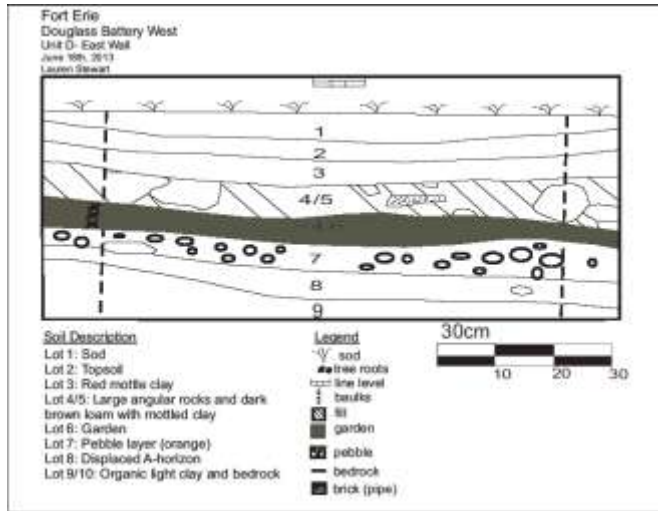 Fort Erie
Douglass Battery West
Unit D- East Wall
June 18th, 2013
Lauren Stewart
1
2
3
4/5
7
8
9
Soil Description
Lot 1: Sod
Lot 2: Topsoil
Lot 3: Red mottle clay
Lot 4/5: Large angular rocks and dark
brown loam with mottled clay
Lot 6: Garden
Lot 7: Pebble layer (orange)
Lot 8: Displaced A-horizon
Lot 9/10: Organic light clay and bedrock
Legend
sod
tree roots
line level
baulks
fill
garden
pebble
bedrock
brick (pipe)
30cm
10 20 30